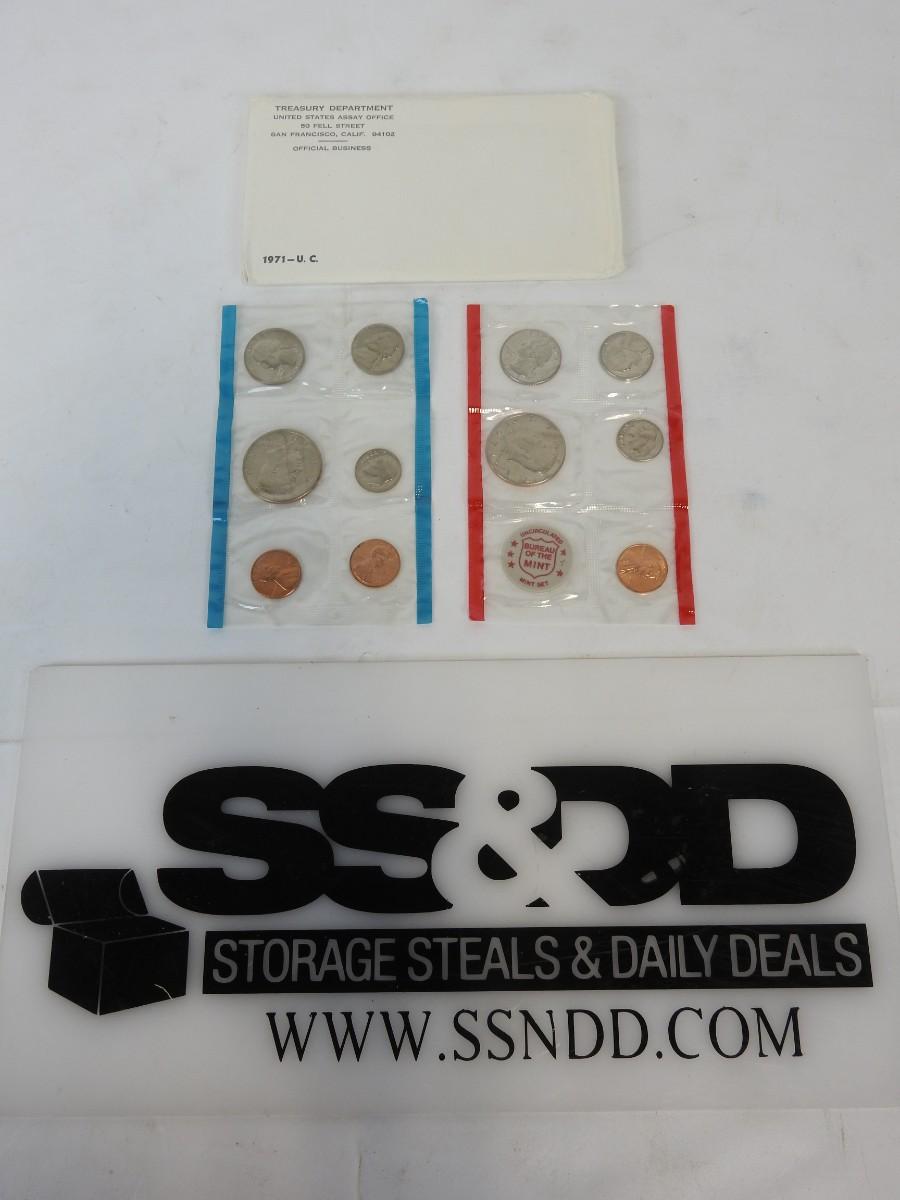 TREASURY DEPARTMENT
UNITED STATES ASSAY OFFICE
50 FELL STREET
SAN FRANCISCO, CALIF. 94102
OFFICIAL BUSINESS
1971—U. C.
UNCIRCULATED
BUREAU
OF THE
MINT
MINT SET
SS&DD
STORAGE STEALS & DAILY DEALS
WWW.SSNDD.COM